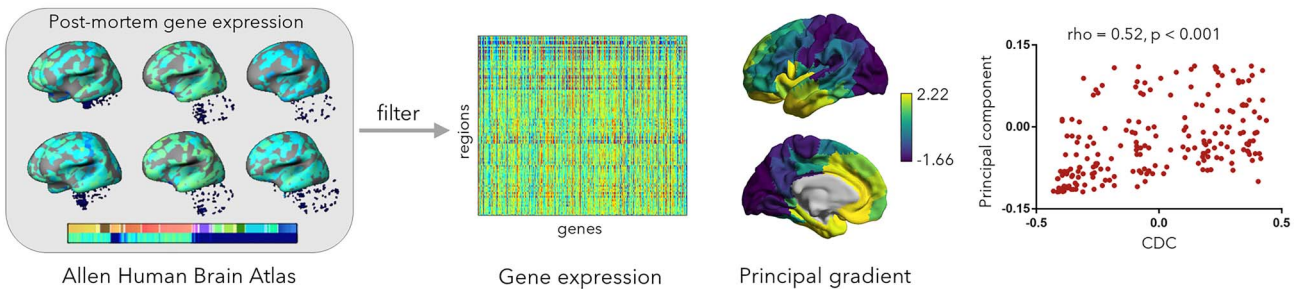 Post-mortem gene expression
Allen Human Brain Atlas
filter
regions
genes
Gene expression
2.22
-1.66
Principal gradient
rho = 0.52, p < 0.001
Principal component
0.15
0.00
-0.15
-0.5
0.0
0.5
CDC